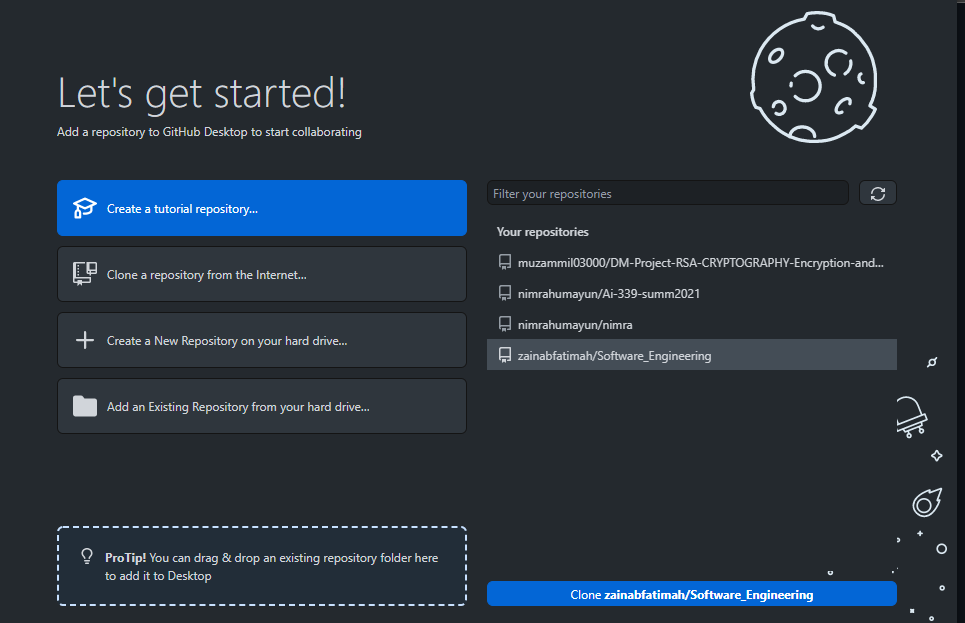 Let's get started!
Add a repository to GitHub Desktop to start collaborating
Create a tutorial repository...
Clone a repository from the Internet...
Create a New Repository on your hard drive...
Add an Existing Repository from your hard drive...
ProTip! You can drag & drop an existing repository folder here
to add it to Desktop
Filter your repositories
Your repositories
muzammil03000/DM-Project-RSA-CRYPTOGRAPHY-Encryption-and...
nimrahumayun/Ai-339-summ2021
nimrahumayun/nimra
zainabfatimah/Software_Engineering
Clone zainabfatimah/Software_Engineering